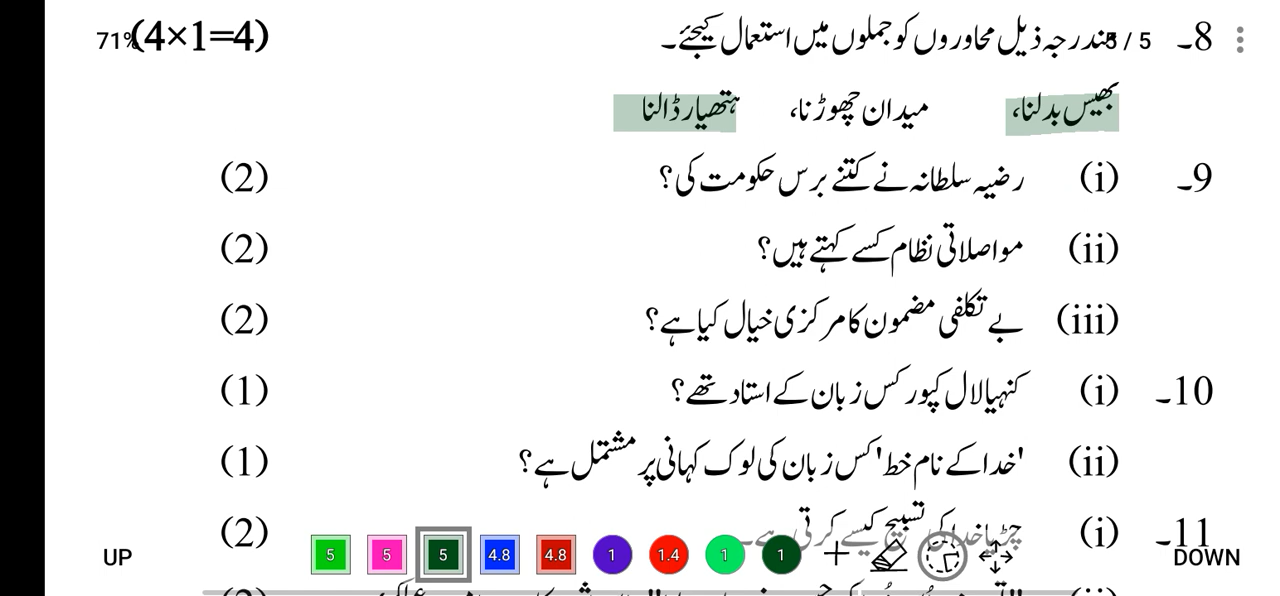 8۔ مندرجہ ذیل محاوروں کو جملوں میں استعمال کیجئے۔ (4×1=4)
71%
5 / 5
بھیس بدلنا، میدان چھوڑنا، ہتھیار ڈالنا
9۔ (i) رضیہ سلطانہ نے کتنے برس حکومت کی؟ (2)
(ii) مواصلاتی نظام کسے کہتے ہیں؟ (2)
(iii) بے تکلفی مضمون کا مرکزی خیال کیا ہے؟ (2)
10۔ (i) کنہیا لال کپور کس زبان کے استاد تھے؟ (1)
(ii) 'خدا کے نام خط' کس زبان کی لوک کہانی پر مشتمل ہے؟ (1)
11۔ (i) چڑیا خدا کی تسبیح کیسے کرتی ہے۔ (2)
UP 5 5 5 4.8 4.8 1 1.4 1 1 DOWN